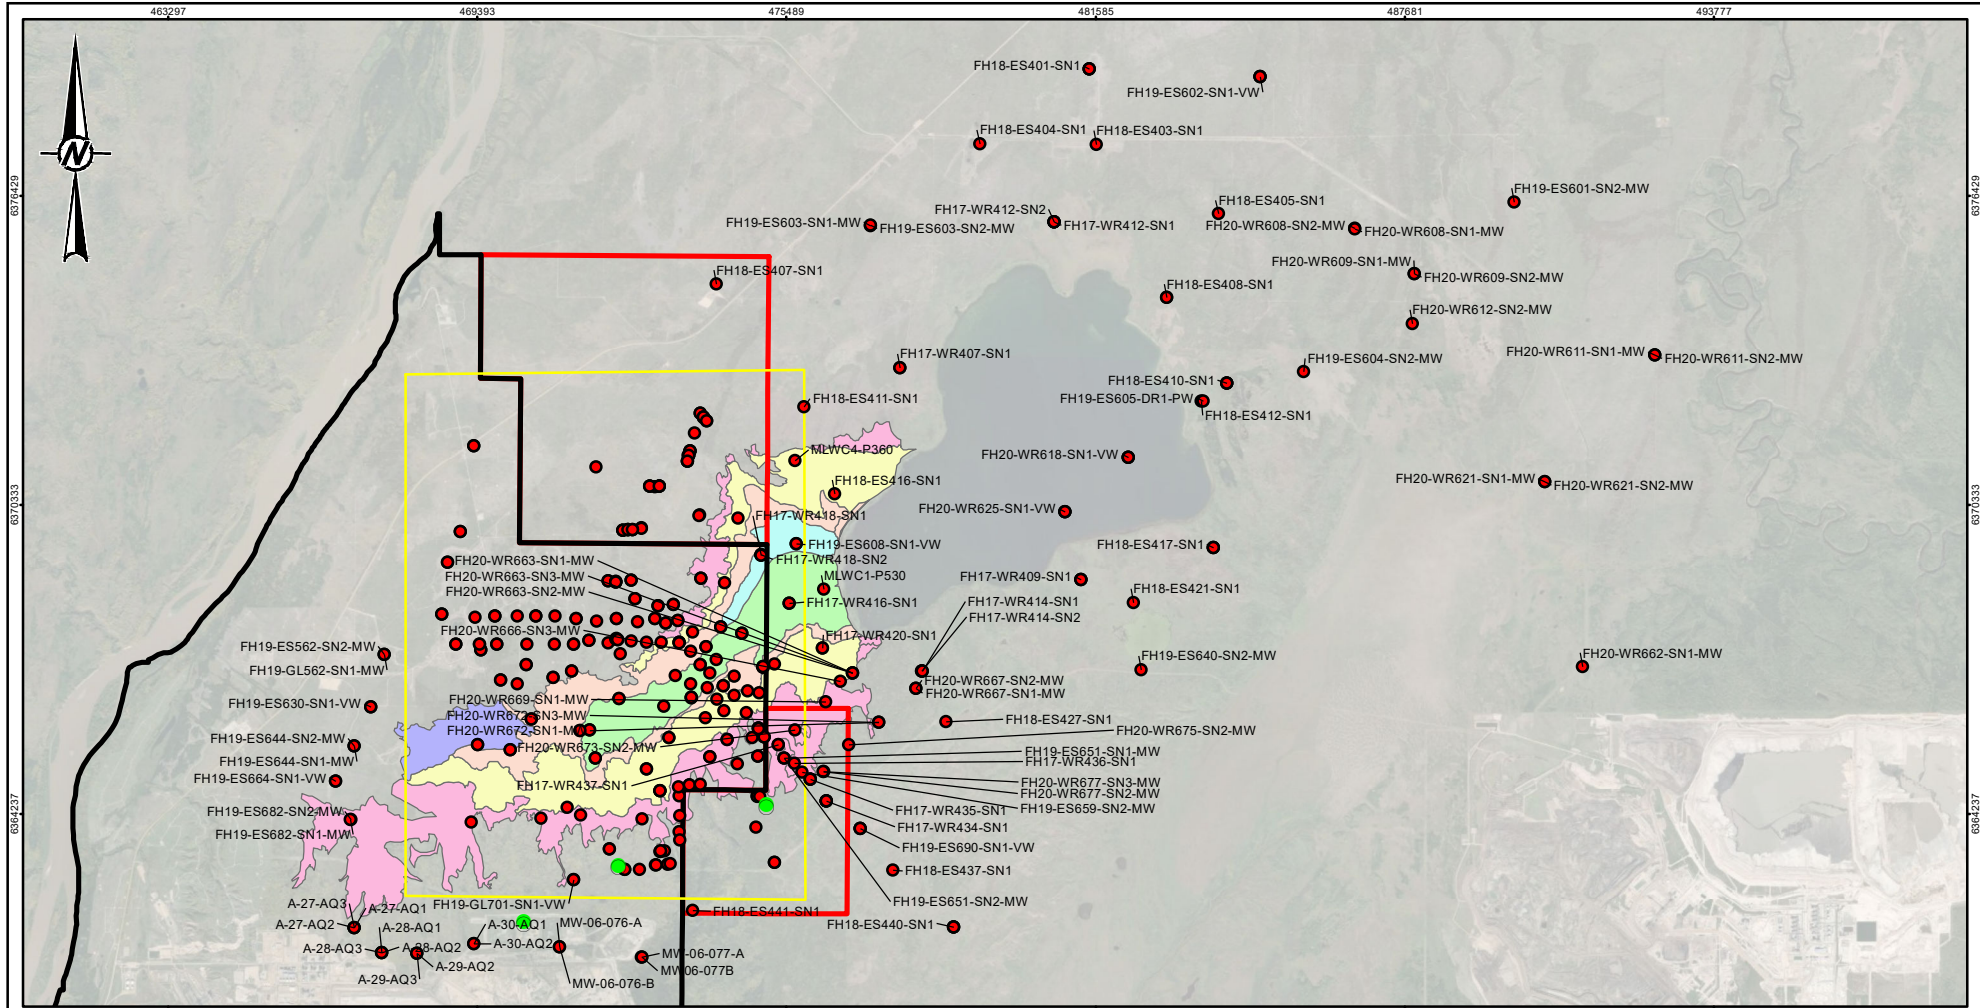 463297
469393
475489
481585
487681
493777
FH18-ES401-SN1
FH19-ES602-SN1-VW
N
FH18-ES404-SN1
FH18-ES403-SN1
6376429
6376429
FH19-ES601-SN2-MW
FH17-WR412-SN2
FH18-ES405-SN1
FH19-ES603-SN1-MW
FH19-ES603-SN2-MW
FH17-WR412-SN1
FH20-WR608-SN2-MW
FH20-WR608-SN1-MW
FH20-WR609-SN1-MW
FH18-ES407-SN1
FH20-WR609-SN2-MW
FH18-ES408-SN1
FH20-WR612-SN2-MW
FH17-WR407-SN1
FH19-ES604-SN2-MW
FH20-WR611-SN1-MW
FH20-WR611-SN2-MW
FH18-ES410-SN1
FH18-ES411-SN1
FH19-ES605-DR1-PW
FH18-ES412-SN1
MLWC4-P360
FH20-WR618-SN1-VW
FH18-ES416-SN1
FH20-WR621-SN1-MW
FH20-WR621-SN2-MW
6370333
6370333
FH17-WR418-SN1
FH20-WR625-SN1-VW
FH19-ES608-SN1-VW
FH18-ES417-SN1
FH20-WR663-SN1-MW
FH17-WR418-SN2
FH20-WR663-SN3-MW
FH17-WR409-SN1
FH20-WR663-SN2-MW
MLWC1-P530
FH18-ES421-SN1
FH17-WR416-SN1
FH17-WR414-SN1
FH17-WR414-SN2
FH20-WR666-SN3-MW
FH17-WR420-SN1
FH19-ES562-SN2-MW
FH20-WR662-SN1-MW
FH19-GL562-SN1-MW
FH19-ES640-SN2-MW
FH20-WR667-SN2-MW
FH20-WR667-SN1-MW
FH20-WR669-SN1-MW
FH19-ES630-SN1-VW
FH20-WR672-SN3-MW
FH18-ES427-SN1
FH20-WR672-SN1-MW
FH20-WR675-SN2-MW
FH19-ES644-SN2-MW
FH20-WR673-SN2-MW
FH19-ES651-SN1-MW
FH19-ES644-SN1-MW
FH17-WR436-SN1
FH19-ES664-SN1-VW
FH17-WR437-SN1
FH20-WR677-SN3-MW
FH20-WR677-SN2-MW
FH19-ES659-SN2-MW
FH19-ES682-SN2-MW
FH17-WR435-SN1
6364237
6364237
FH17-WR434-SN1
FH19-ES682-SN1-MW
FH19-ES690-SN1-VW
FH18-ES437-SN1
FH19-ES651-SN2-MW
A-27-AQ3
A-27-AQ1
FH19-GL701-SN1-VW
FH18-ES441-SN1
A-27-AQ2
A-28-AQ1
A-30-AQ1
MW-06-076-A
FH18-ES440-SN1
A-28-AQ3
A-28-AQ2
A-30-AQ2
MW-06-077-A
A-29-AQ2
MW06-077B
A-29-AQ3
MW-06-076-B